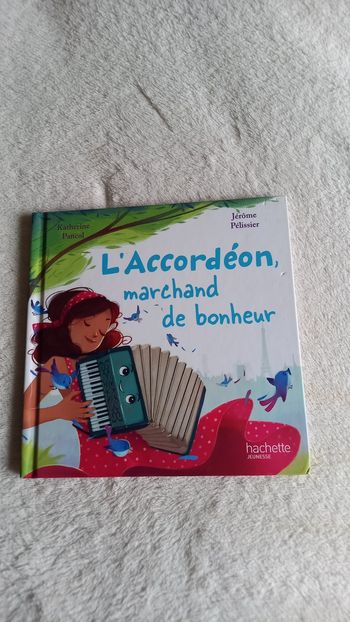 Katherine
Pancol
Jérôme
Pélissier
L'Accordéon,
marchand
de bonheur
hachette
JEUNESSE